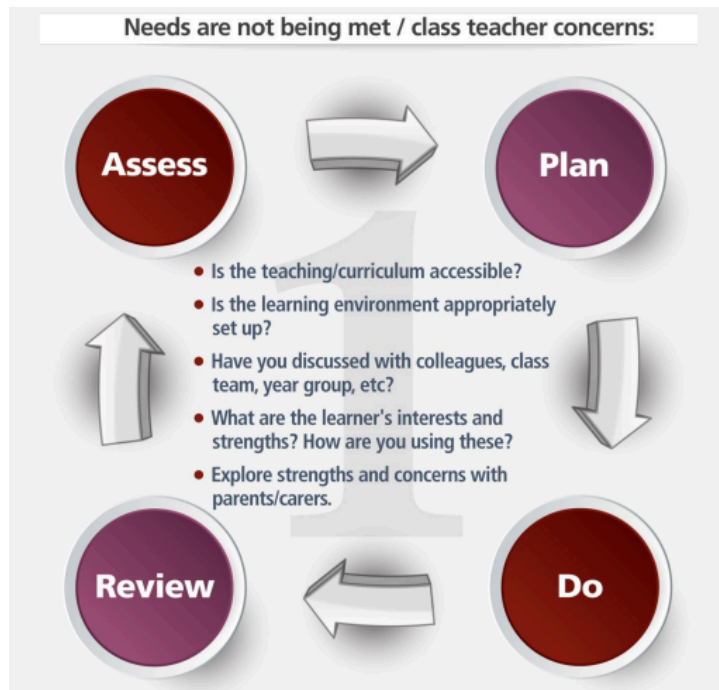 Needs are not being met / class teacher concerns:
Assess
Plan
1
• Is the teaching/curriculum accessible?
• Is the learning environment appropriately
set up?
• Have you discussed with colleagues, class
team, year group, etc?
• What are the learner's interests and
strengths? How are you using these?
• Explore strengths and concerns with
parents/carers.
Review
Do